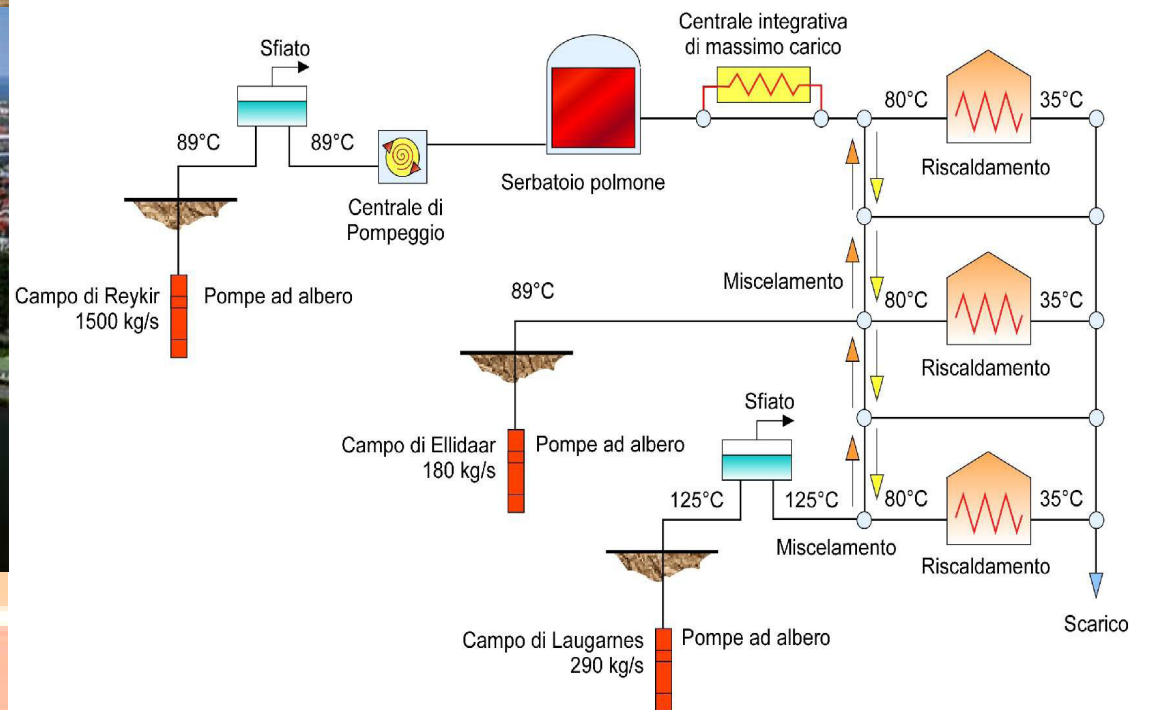 Centrale integrativa
di massimo carico
Sfiato
80°C
35°C
89°C
89°C
Riscaldamento
Serbatoio polmone
Centrale di
Pompeggio
Miscelamento
Campo di Reykir
1500 kg/s
Pompe ad albero
89°C
80°C
35°C
Riscaldamento
Sfiato
Campo di Ellidaar
180 kg/s
Pompe ad albero
125°C
125°C
80°C
35°C
Miscelamento
Riscaldamento
Scarico
Campo di Laugarnes
290 kg/s
Pompe ad albero